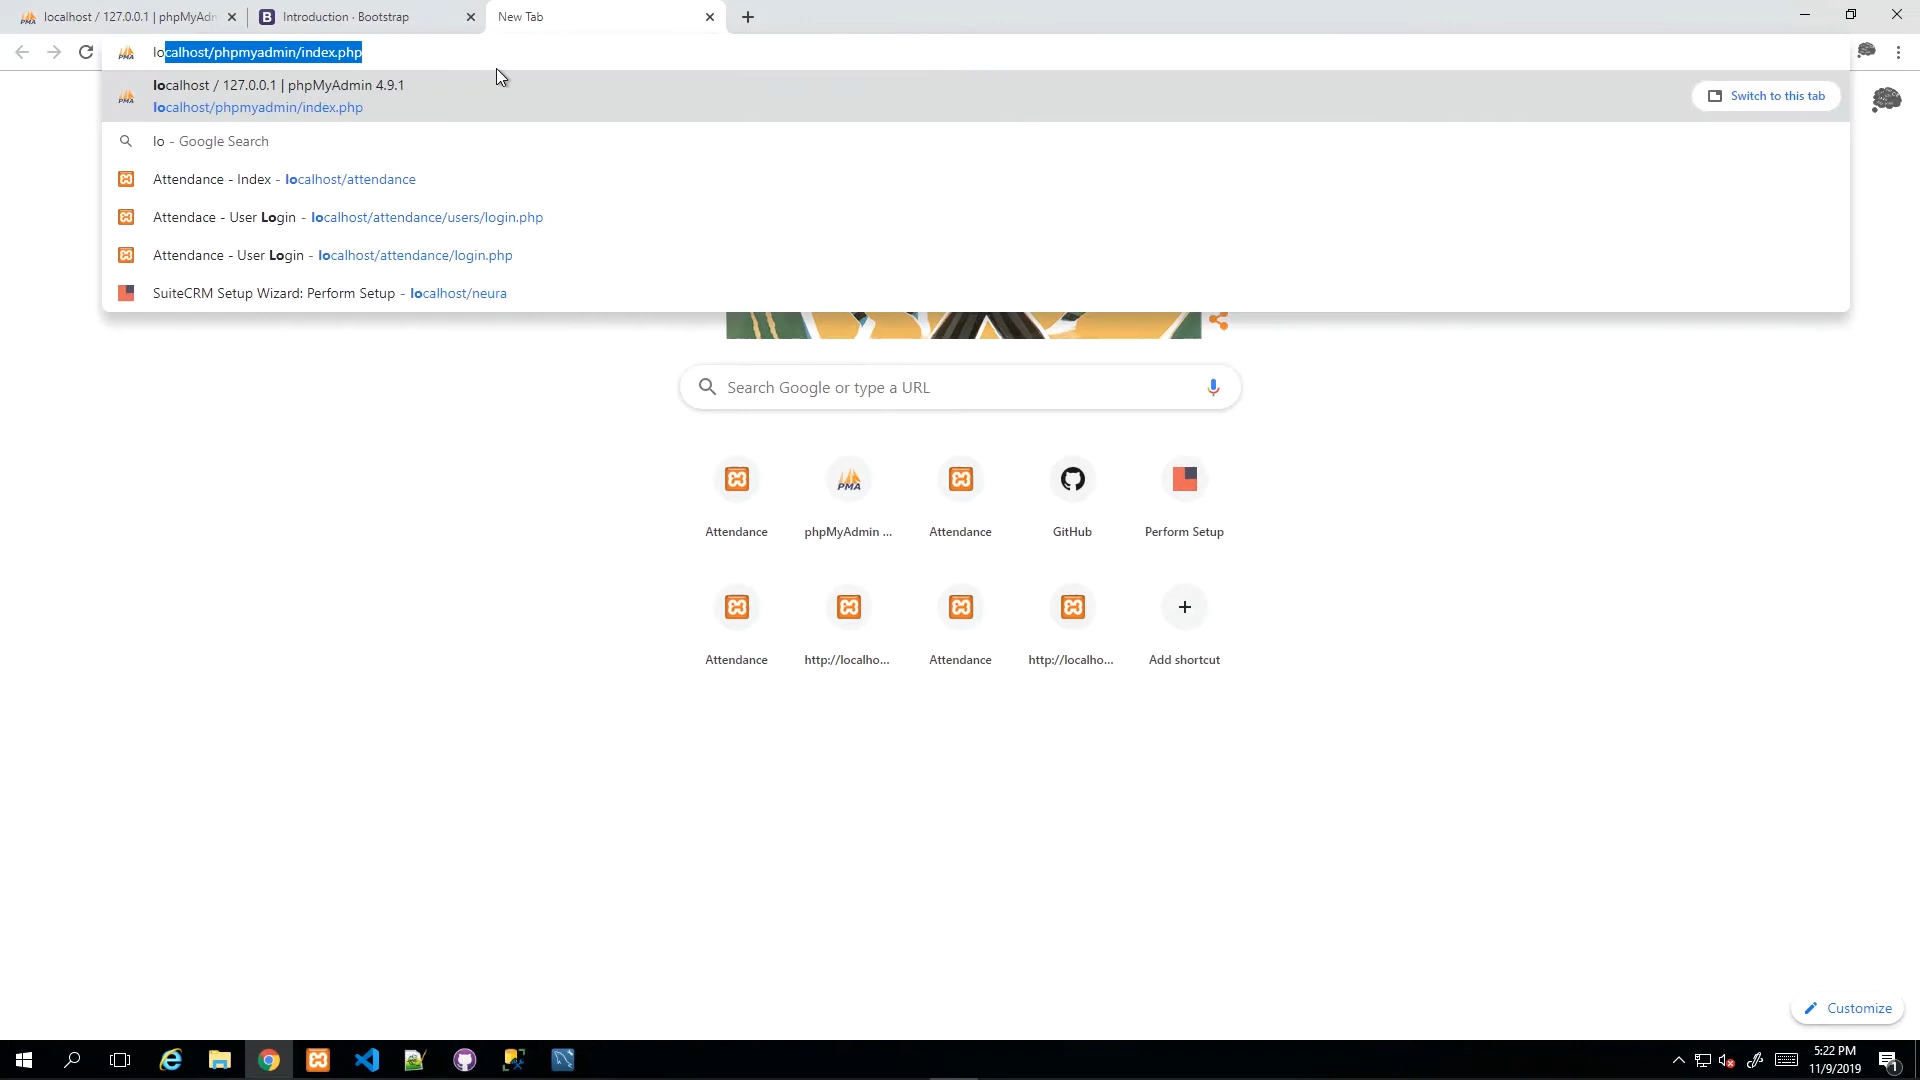 localhost / 127.0.0.1 | phpMyAdn
Introduction · Bootstrap
New Tab
localhost/phpmyadmin/index.php
localhost / 127.0.0.1 | phpMyAdmin 4.9.1
localhost/phpmyadmin/index.php
Switch to this tab
lo - Google Search
Attendance - Index - localhost/attendance
Attendace - User Login - localhost/attendance/users/login.php
Attendance - User Login - localhost/attendance/login.php
SuiteCRM Setup Wizard: Perform Setup - localhost/neura
Search Google or type a URL
PMA
Attendance
phpMyAdmin ...
Attendance
GitHub
Perform Setup
Attendance
http://localho...
Attendance
http://localho...
Add shortcut
Customize
5:22 PM
11/9/2019
1